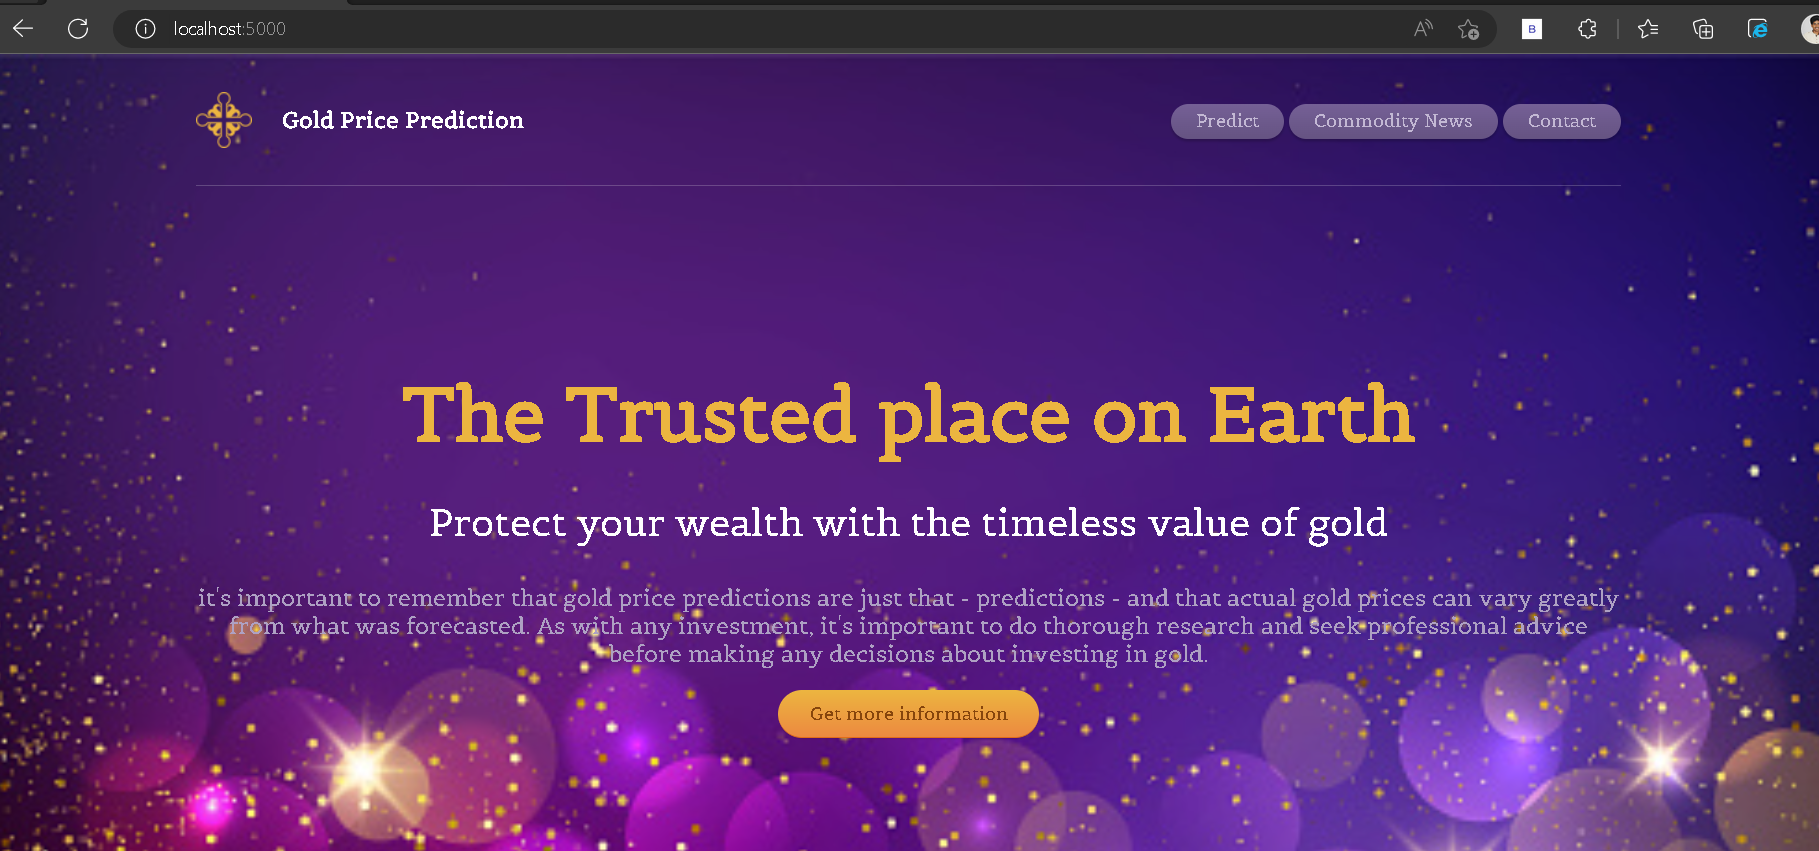 localhost:5000
B
Gold Price Prediction
Predict
Commodity News
Contact
The Trusted place on Earth
Protect your wealth with the timeless value of gold
it's important to remember that gold price predictions are just that - predictions - and that actual gold prices can vary greatly
from what was forecasted. As with any investment, it's important to do thorough research and seek professional advice
before making any decisions about investing in gold.
Get more information